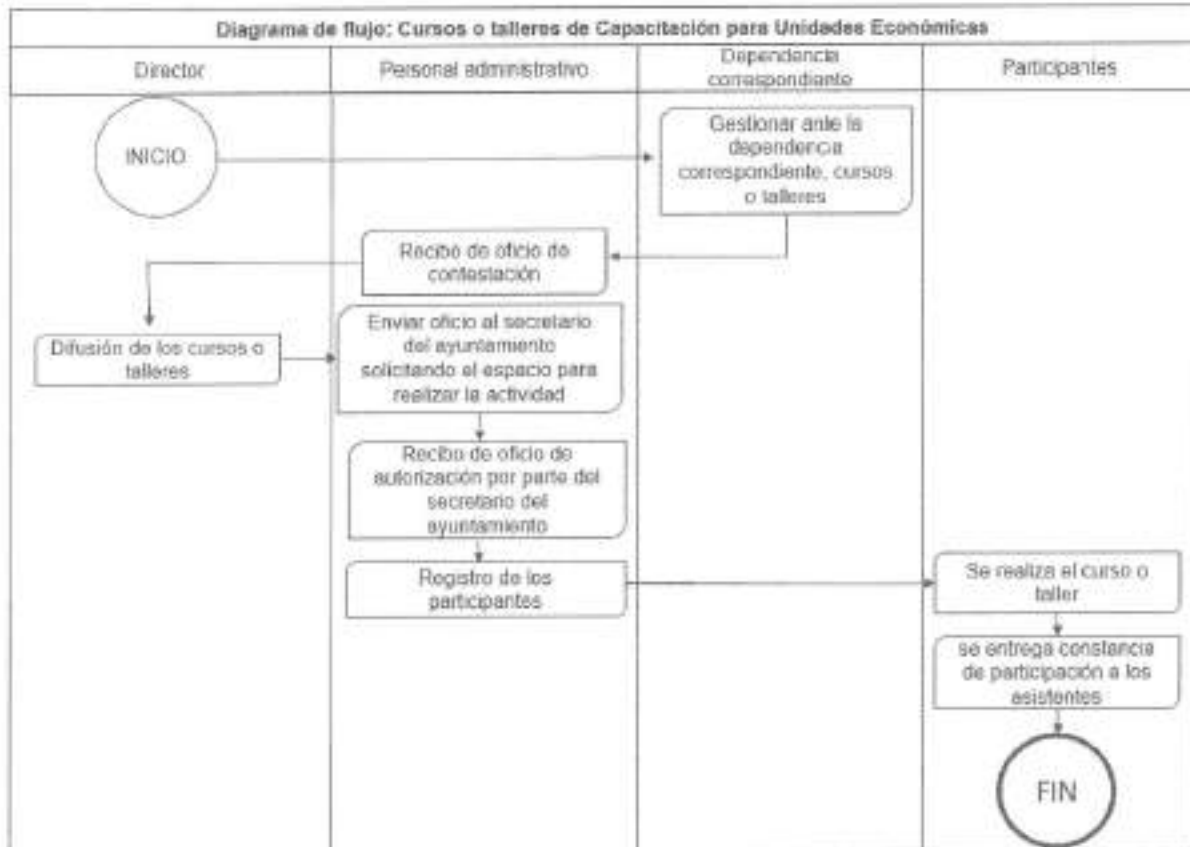 Diagrama de flujo: Cursos o talleres de Capacitación para Unidades Económicas
Director
Personal administrativo
Dependencia
correspondiente
Participantes
INICIO
Gestionar ante la
dependencia
correspondiente, cursos
o talleres
Recibo de oficio de
contestación
Difusión de los cursos o
talleres
Enviar oficio al secretario
del ayuntamiento
solicitando el espacio para
realizar la actividad
Recibo de oficio de
autorización por parte del
secretario del
ayuntamiento
Registro de los
participantes
Se realiza el curso o
taller
se entrega constancia
de participación a los
asistentes
FIN